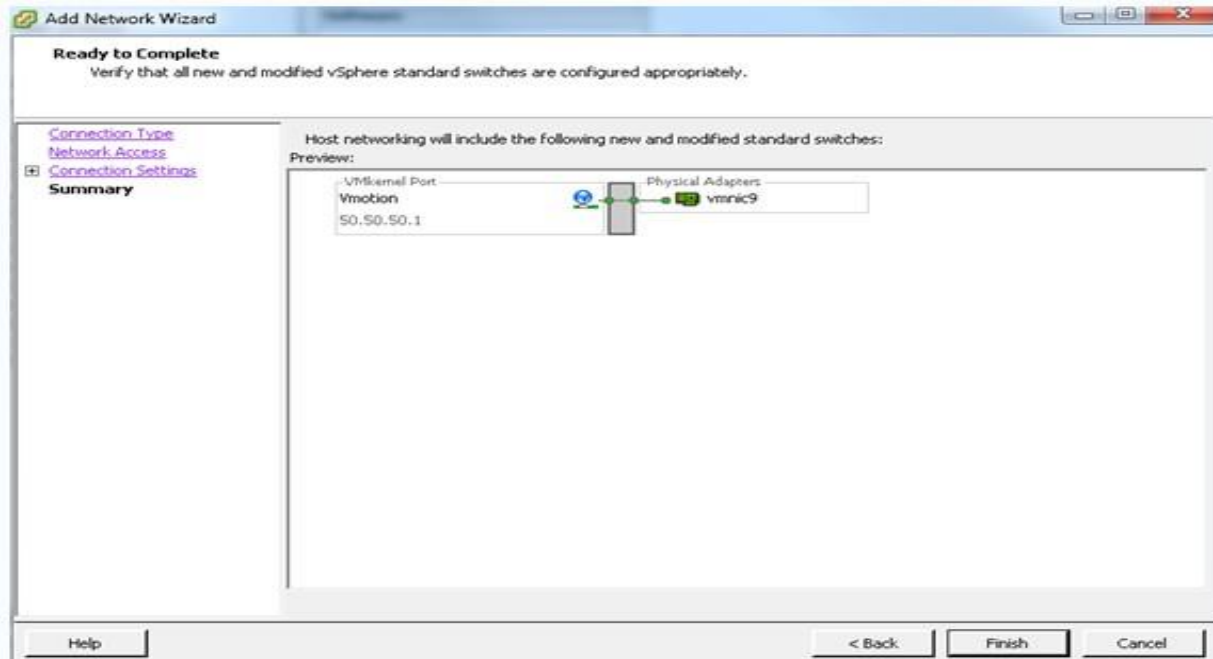 Add Network Wizard
Ready to Complete
Verify that all new and modified vSphere standard switches are configured appropriately.
Connection Type
Network Access
Connection Settings
Summary
Host networking will include the following new and modified standard switches:
Preview:
VMkernel Port
Vmotion
50.50.50.1
Physical Adapters
vmnic9
Help
< Back
Finish
Cancel